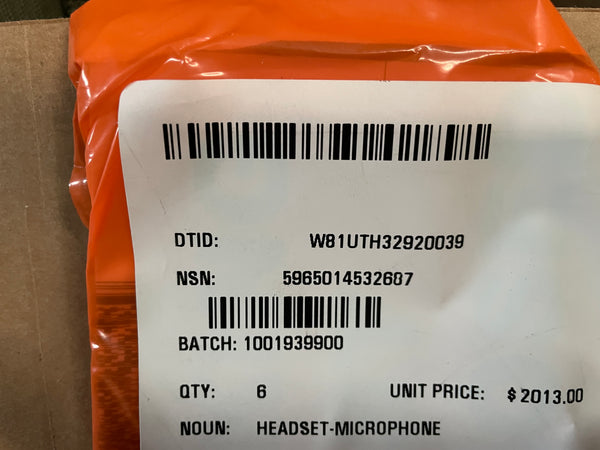 DTID: W81UTH32920039
NSN: 5965014532687
BATCH: 1001939900
QTY: 6 UNIT PRICE: $ 2013.00
NOUN: HEADSET-MICROPHONE